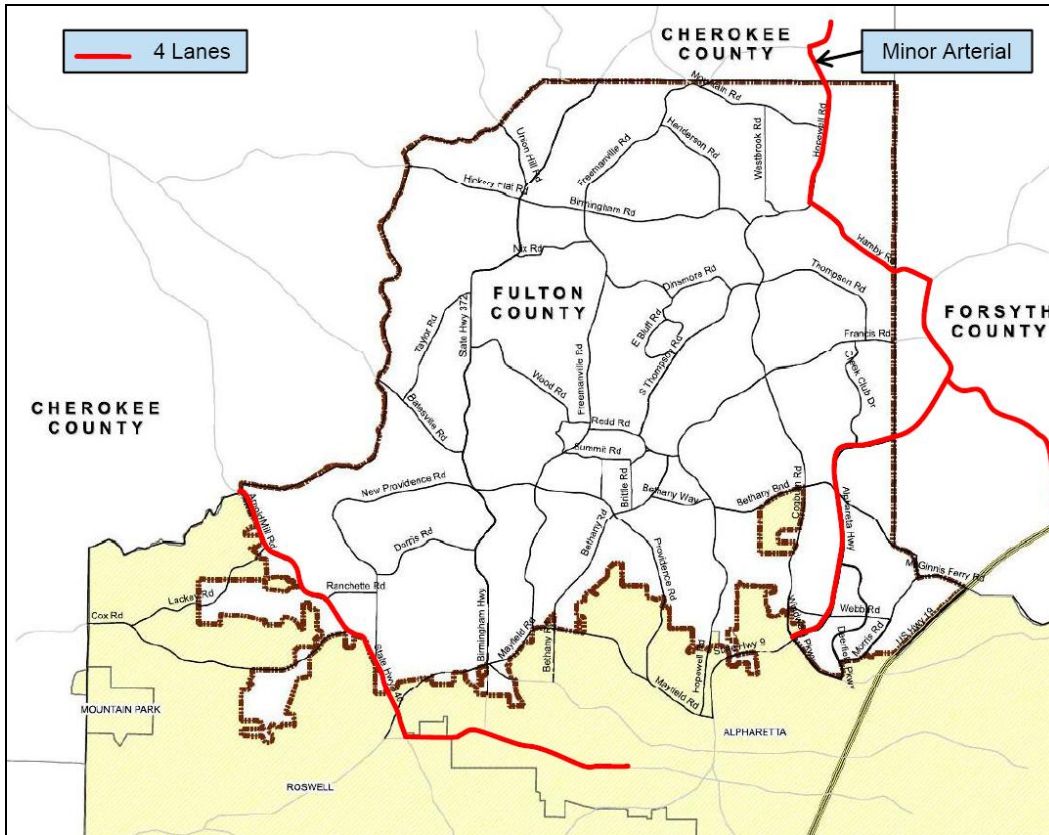 4 Lanes
CHEROKEE
COUNTY
Minor Arterial
Mountain Rd
Hopewell Rd
Union Hill Rd
Freemanville Rd
Henderson Rd
Westbrook Rd
Hickory Flat Rd
Birmingham Rd
Hamby Rd
Nix Rd
Dinsmore Rd
Thompson Rd
FULTON
COUNTY
FORSYTH
COUNTY
State Hwy 372
Taylor Rd
E Bluff Rd
Francis Rd
S Thompson Rd
Creek Club Dr
Wood Rd
Freemanville Rd
CHEROKEE
COUNTY
Batesville Rd
Redd Rd
Summit Rd
New Providence Rd
Brittle Rd
Bethany Way
Bethany Bnd
Cogburn Rd
Alphareta Hwy
Arnold Mill Rd
Bethany Rd
Providence Rd
Dorris Rd
McGinnis Ferry Rd
Ranchette Rd
Lackey Rd
Cox Rd
Webb Rd
US Hwy 19
Birmingham Hwy
Mayfield Rd
Bethany Rd
Morris Rd
Deerfield Pkwy
State Hwy 9
Hopewell Rd
Mayfield Rd
MOUNTAIN PARK
ALPHARETTA
ROSWELL